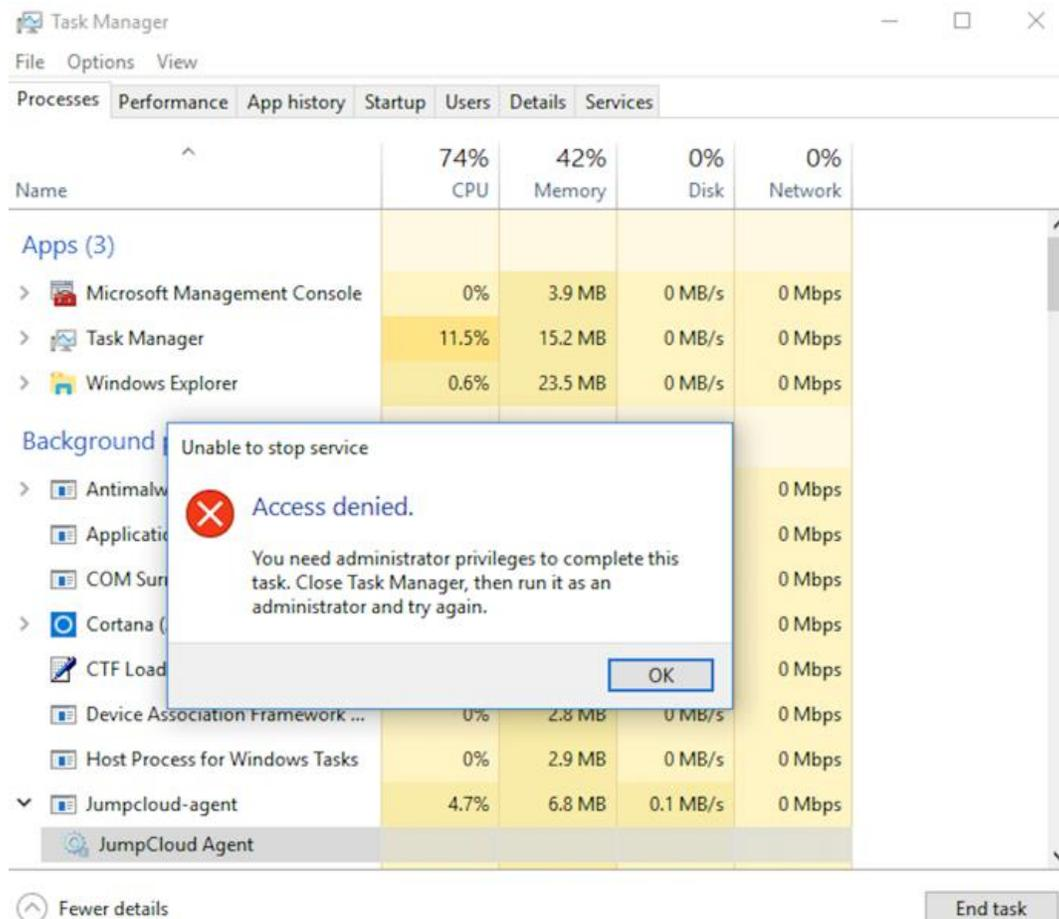 Task Manager
File Options View
Processes Performance App history Startup Users Details Services
74% 42% 0% 0%
Name CPU Memory Disk Network
Apps (3)
Microsoft Management Console 0% 3.9 MB 0 MB/s 0 Mbps
Task Manager 11.5% 15.2 MB 0 MB/s 0 Mbps
Windows Explorer 0.6% 23.5 MB 0 MB/s 0 Mbps
Background
Unable to stop service
Antimalw 0 Mbps
Access denied.
Applicatio 0 Mbps
You need administrator privileges to complete this
task. Close Task Manager, then run it as an
administrator and try again.
COM Surr 0 Mbps
Cortana ( 0 Mbps
CTF Load 0 Mbps
OK
Device Association Framework ... 0% 2.8 MB 0 MB/s 0 Mbps
Host Process for Windows Tasks 0% 2.9 MB 0 MB/s 0 Mbps
Jumpcloud-agent 4.7% 6.8 MB 0.1 MB/s 0 Mbps
JumpCloud Agent
Fewer details End task